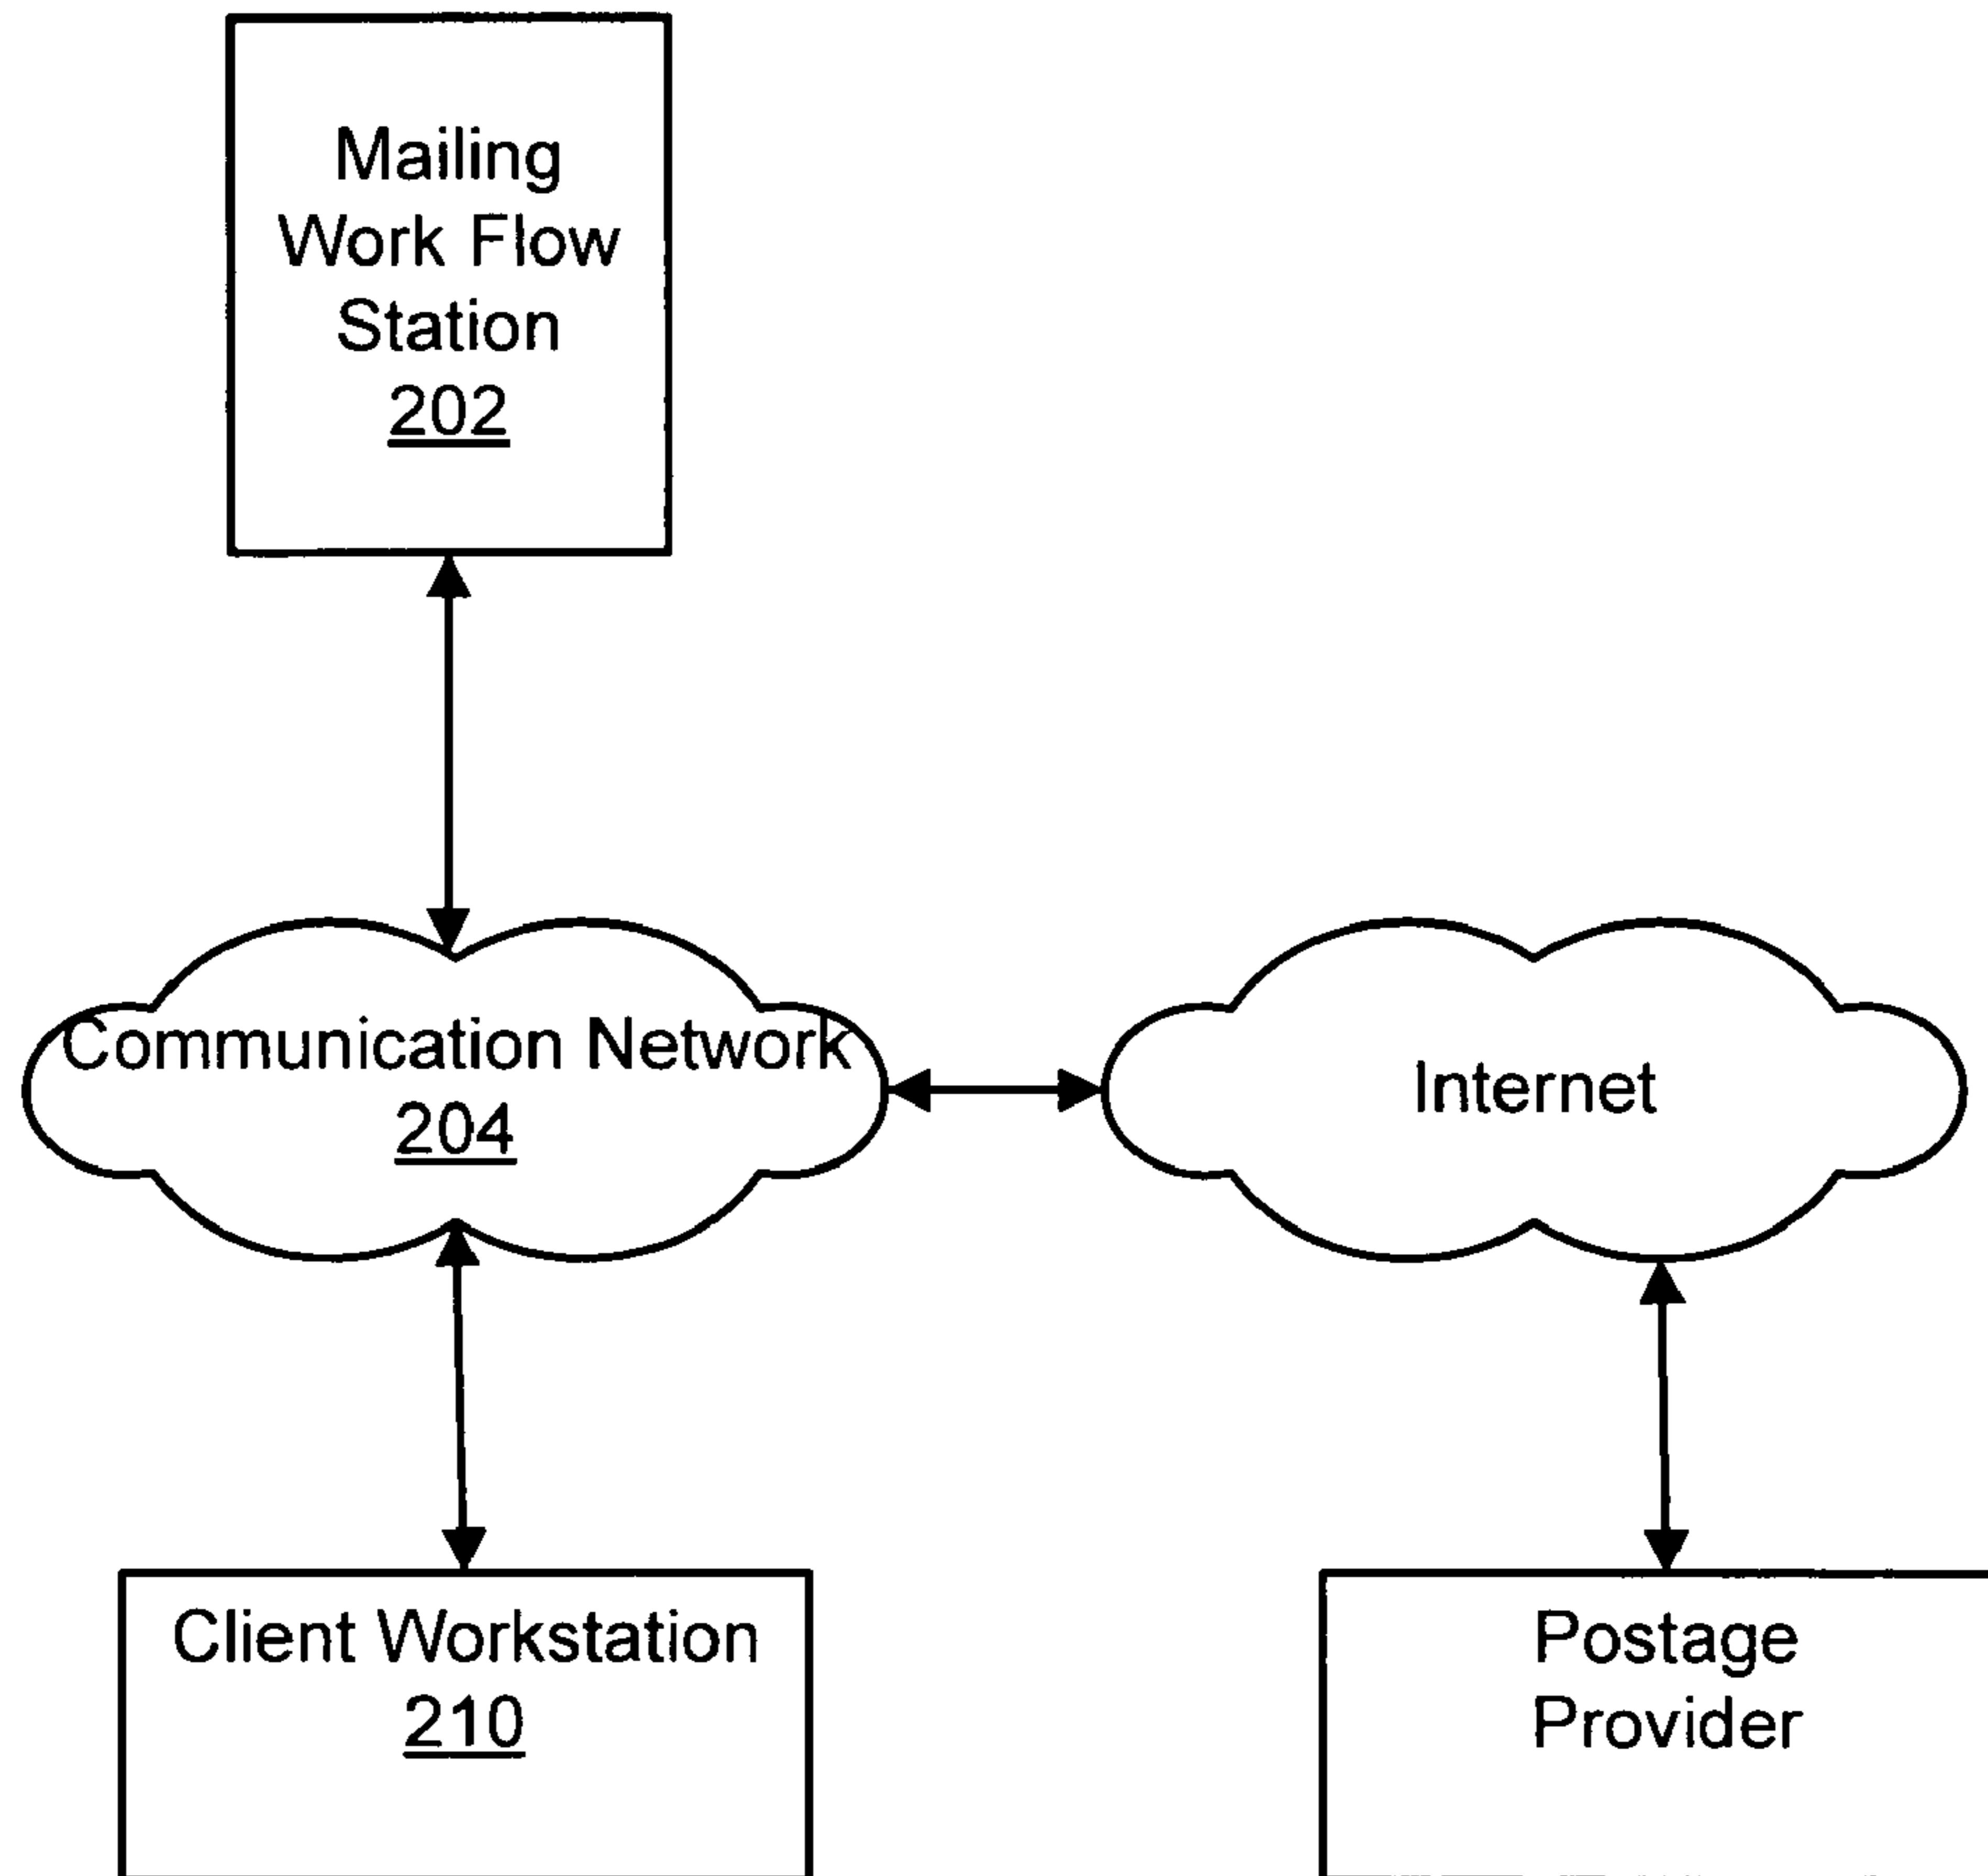 Mailing
Work Flow
Station
202
Communication Network
204
Internet
Client Workstation
210
Postage
Provider